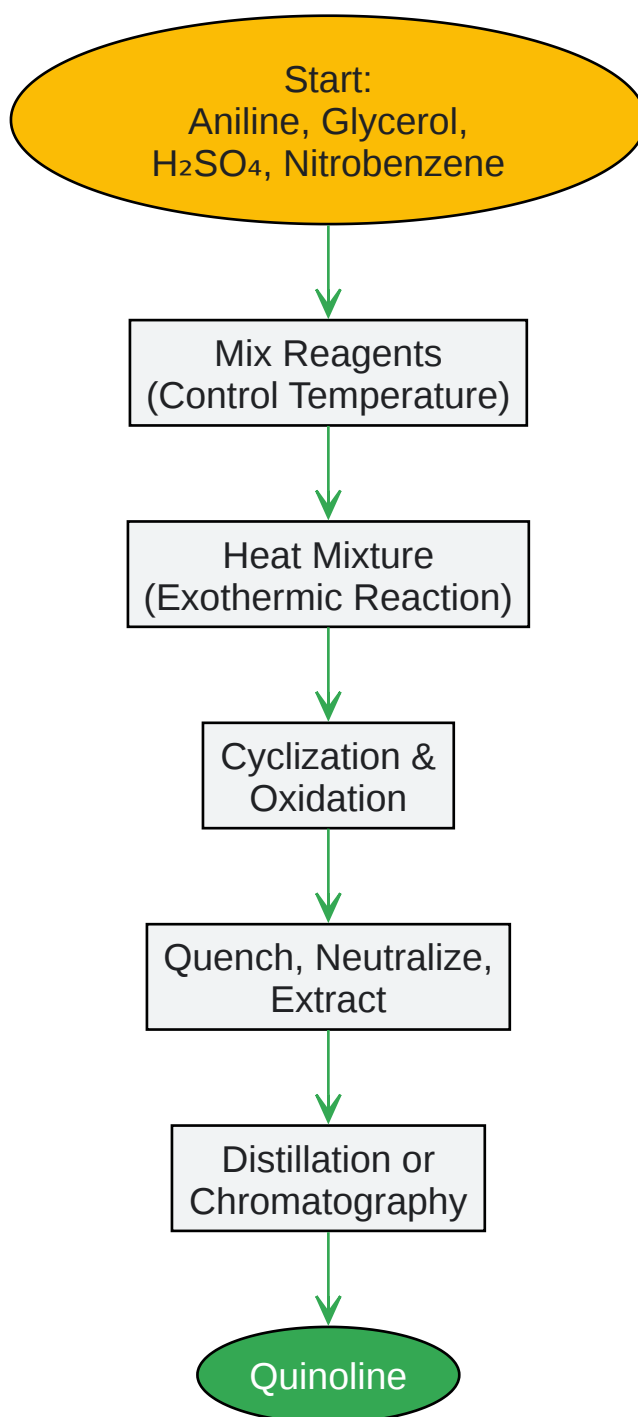 Start:
Aniline, Glycerol,
H₂SO₄, Nitrobenzene
Mix Reagents
(Control Temperature)
Heat Mixture
(Exothermic Reaction)
Cyclization &
Oxidation
Quench, Neutralize,
Extract
Distillation or
Chromatography
Quinoline